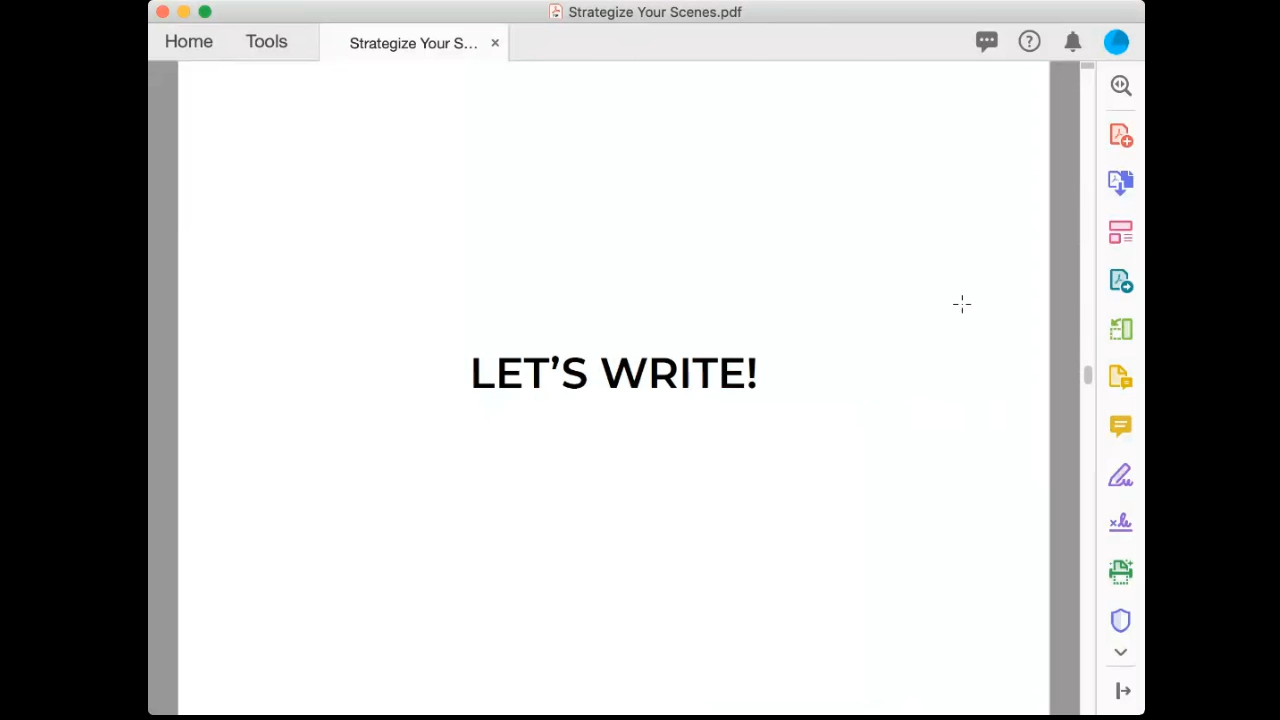 Strategize Your Scenes.pdf
Home Tools Strategize Your S... ×
LET'S WRITE!